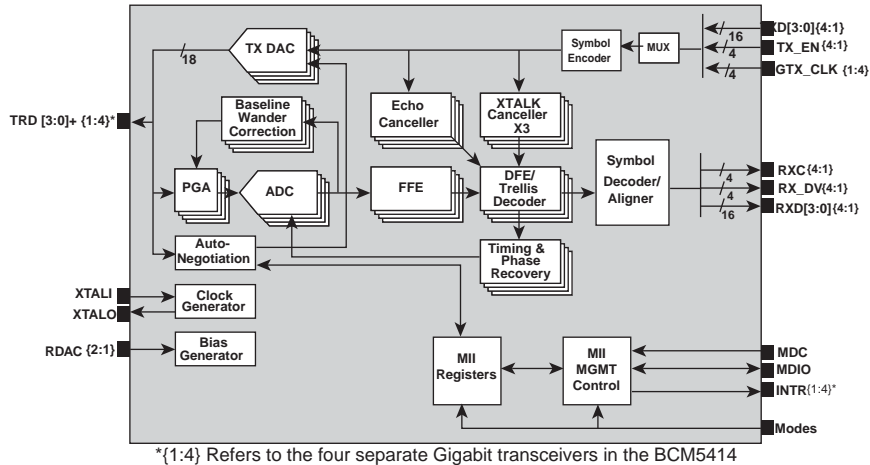 XD[3:0]{4:1}
16
TX_EN{4:1}
4
GTX_CLK {1:4}
4
MUX
Symbol
Encoder
TX DAC
18
TRD [3:0]+ {1:4}*
Baseline
Wander
Correction
Echo
Canceller
XTALK
Canceller
X3
PGA
ADC
FFE
DFE/
Trellis
Decoder
Symbol
Decoder/
Aligner
RXC{4:1}
4
RX_DV{4:1}
4
RXD[3:0]{4:1}
16
Auto-
Negotiation
Timing &
Phase
Recovery
XTALI
XTALO
Clock
Generator
RDAC {2:1}
Bias
Generator
MII
Registers
MII
MGMT
Control
MDC
MDIO
INTR{1:4}*
Modes
*{1:4} Refers to the four separate Gigabit transceivers in the BCM5414